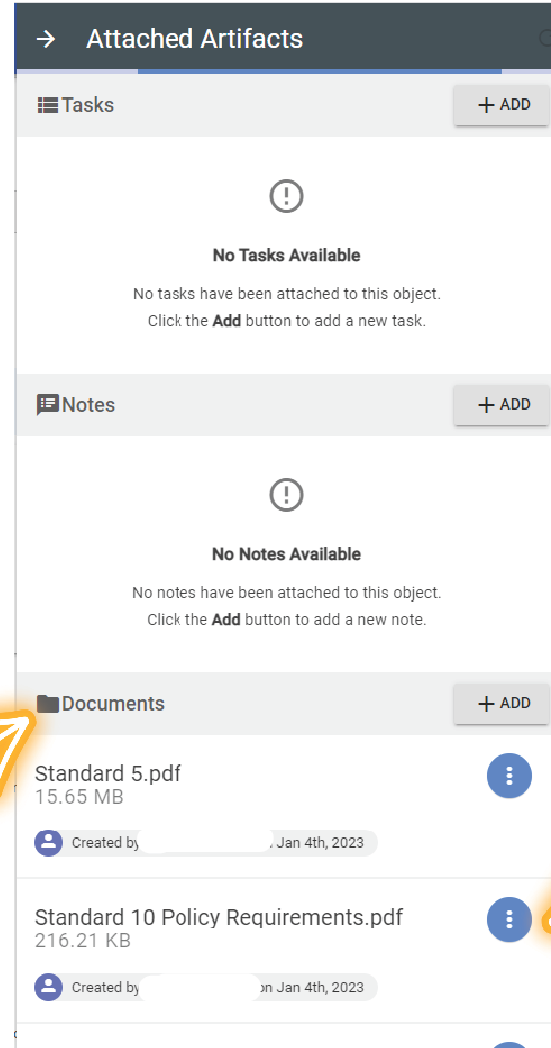 Attached Artifacts
Tasks
+ ADD
No Tasks Available
No tasks have been attached to this object.
Click the Add button to add a new task.
Notes
+ ADD
No Notes Available
No notes have been attached to this object.
Click the Add button to add a new note.
Documents
+ ADD
Standard 5.pdf
15.65 MB
Created by Jan 4th, 2023
Standard 10 Policy Requirements.pdf
216.21 KB
Created by on Jan 4th, 2023